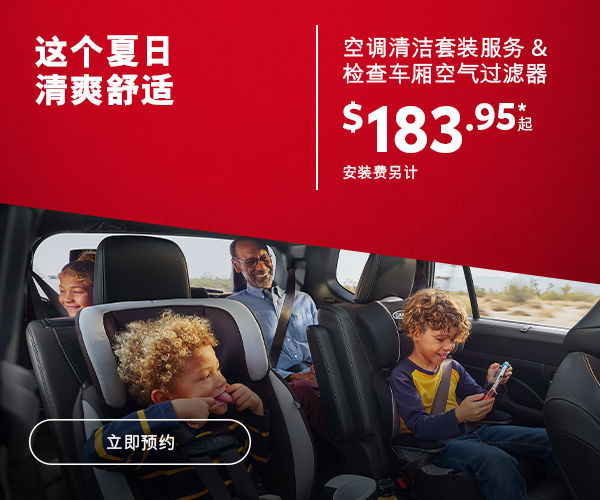 这个夏日
清爽舒适
空调清洁套装服务 &
检查车厢空气过滤器
$183.95*起
安装费另计
立即预约